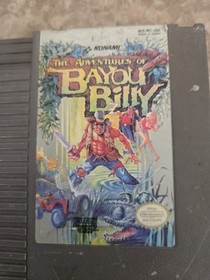 KONAMI
THE ADVENTURES OF
BAYOU
BILLY